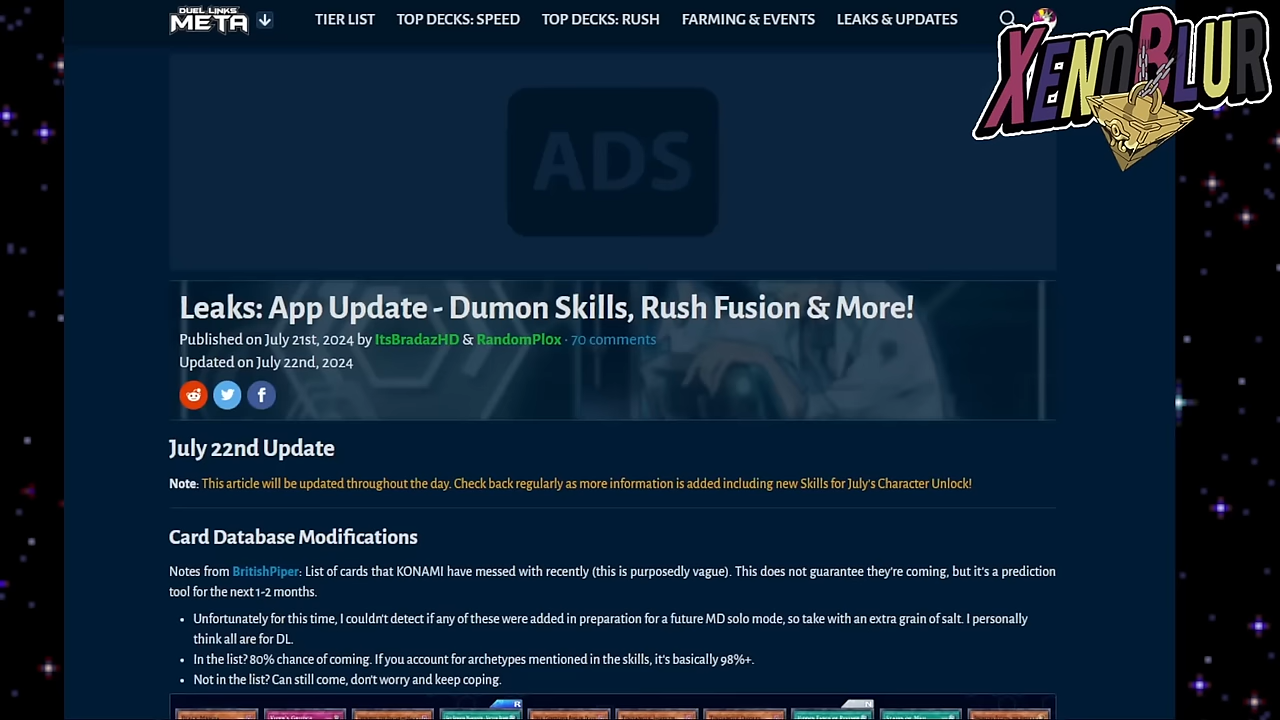 DUEL LINKS
META
TIER LIST
TOP DECKS: SPEED
TOP DECKS: RUSH
FARMING & EVENTS
LEAKS & UPDATES
XENOBLUR
ADS
Leaks: App Update - Dumon Skills, Rush Fusion & More!
Published on July 21st, 2024 by ItsBradazHD & RandomPl0x · 70 comments
Updated on July 22nd, 2024
July 22nd Update
Note: This article will be updated throughout the day. Check back regularly as more information is added including new Skills for July's Character Unlock!
Card Database Modifications
Notes from BritishPiper: List of cards that KONAMI have messed with recently (this is purposedly vague). This does not guarantee they're coming, but it's a prediction
tool for the next 1-2 months.
• Unfortunately for this time, I couldn't detect if any of these were added in preparation for a future MD solo mode, so take with an extra grain of salt. I personally
think all are for DL.
• In the list? 80% chance of coming. If you account for archetypes mentioned in the skills, it's basically 98%+.
• Not in the list? Can still come, don't worry and keep coping.
R
N